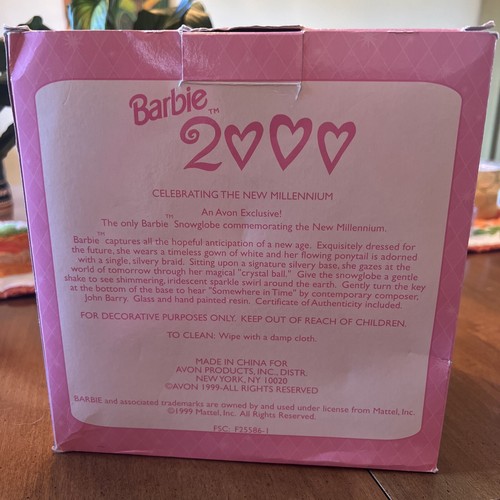 Barbie™
2000
CELEBRATING THE NEW MILLENNIUM
An Avon Exclusive!
The only Barbie™ Snowglobe commemorating the New Millennium.
Barbie™ captures all the hopeful anticipation of a new age. Exquisitely dressed for
the future, she wears a timeless gown of white and her flowing ponytail is adorned
with a single, silvery braid. Sitting upon a signature silvery base, she gazes at the
world of tomorrow through her magical "crystal ball." Give the snowglobe a gentle
shake to see shimmering, iridescent sparkle swirl around the earth. Gently turn the key
at the bottom of the base to hear "Somewhere in Time" by contemporary composer,
John Barry. Glass and hand painted resin. Certificate of Authenticity included.
FOR DECORATIVE PURPOSES ONLY. KEEP OUT OF REACH OF CHILDREN.
TO CLEAN: Wipe with a damp cloth.
MADE IN CHINA FOR
AVON PRODUCTS, INC., DISTR.
NEW YORK, NY 10020
©AVON 1999-ALL RIGHTS RESERVED
BARBIE and associated trademarks are owned by and used under license from Mattel, Inc.
©1999 Mattel, Inc. All Rights Reserved.
FSC: F25586-1